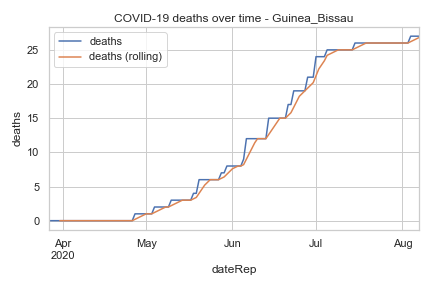 COVID-19 deaths over time - Guinea_Bissau
deaths
deaths (rolling)
25
20
15
10
5
0
deaths
Apr
2020
May
Jun
Jul
Aug
dateRep